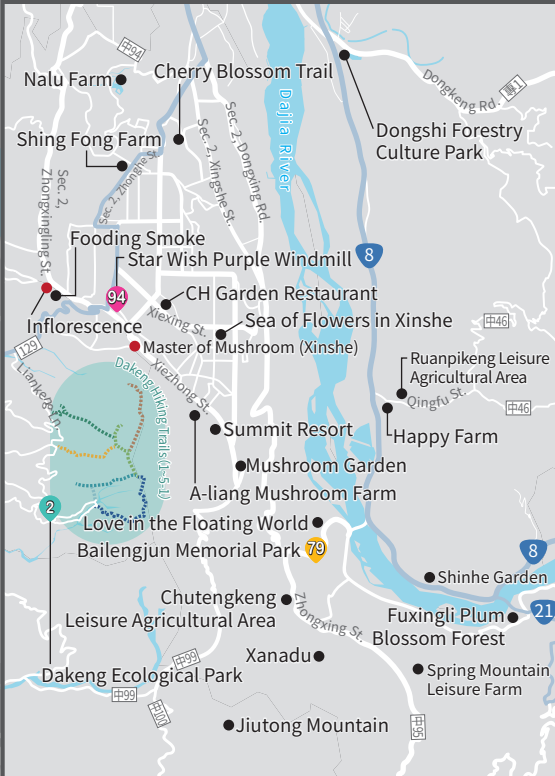 中94
Nalu Farm
Cherry Blossom Trail
Dongkeng Rd.
專1
Dajia River
Dongshi Forestry
Culture Park
Shing Fong Farm
Sec. 2, Zhonghe St.
Sec. 2, Xingshe St.
Sec. 2, Dongxing Rd.
Sec. 2,
Zhongxingling St.
Fooding Smoke
Star Wish Purple Windmill
8
94
CH Garden Restaurant
Inflorescence
Xiexing St.
Sea of Flowers in Xinshe
中46
129
Master of Mushroom (Xinshe)
Ruanpikeng Leisure
Agricultural Area
Liankeng Ln.
Dakeng Hiking Trails (1~5-1)
Xiezhong St.
Qingfu St.
中46
Summit Resort
Happy Farm
Mushroom Garden
A-liang Mushroom Farm
2
Love in the Floating World
Bailengjun Memorial Park
79
8
Shinhe Garden
Chutengkeng
Leisure Agricultural Area
Zhongxing St.
21
Fuxingli Plum
Blossom Forest
Xanadu
中99
Dakeng Ecological Park
Spring Mountain
Leisure Farm
中99
中100
中95
Jiutong Mountain